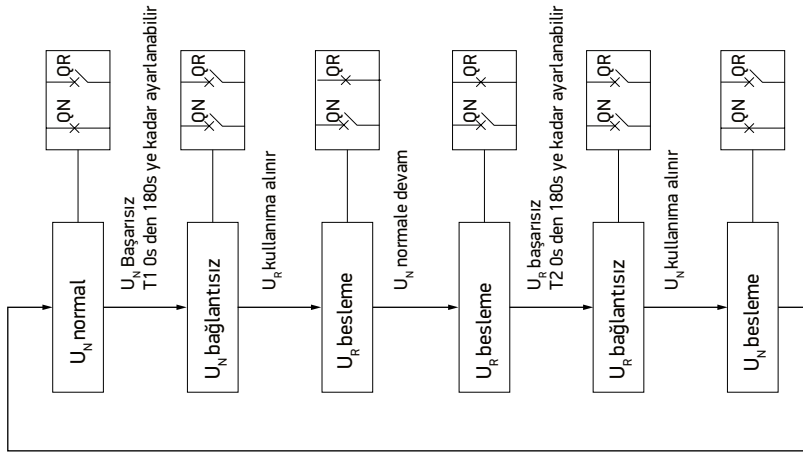 QN QR
U_N normal
U_N Başarısız
T1 0s den 180s ye kadar ayarlanabilir
QN QR
U_N bağlantısız
U_R kullanıma alınır
QN QR
U_R besleme
U_N normale devam
QN QR
U_R besleme
U_R başarısız
T2 0s den 180s ye kadar ayarlanabilir
QN QR
U_R bağlantısız
U_N kullanıma alınır
QN QR
U_N besleme